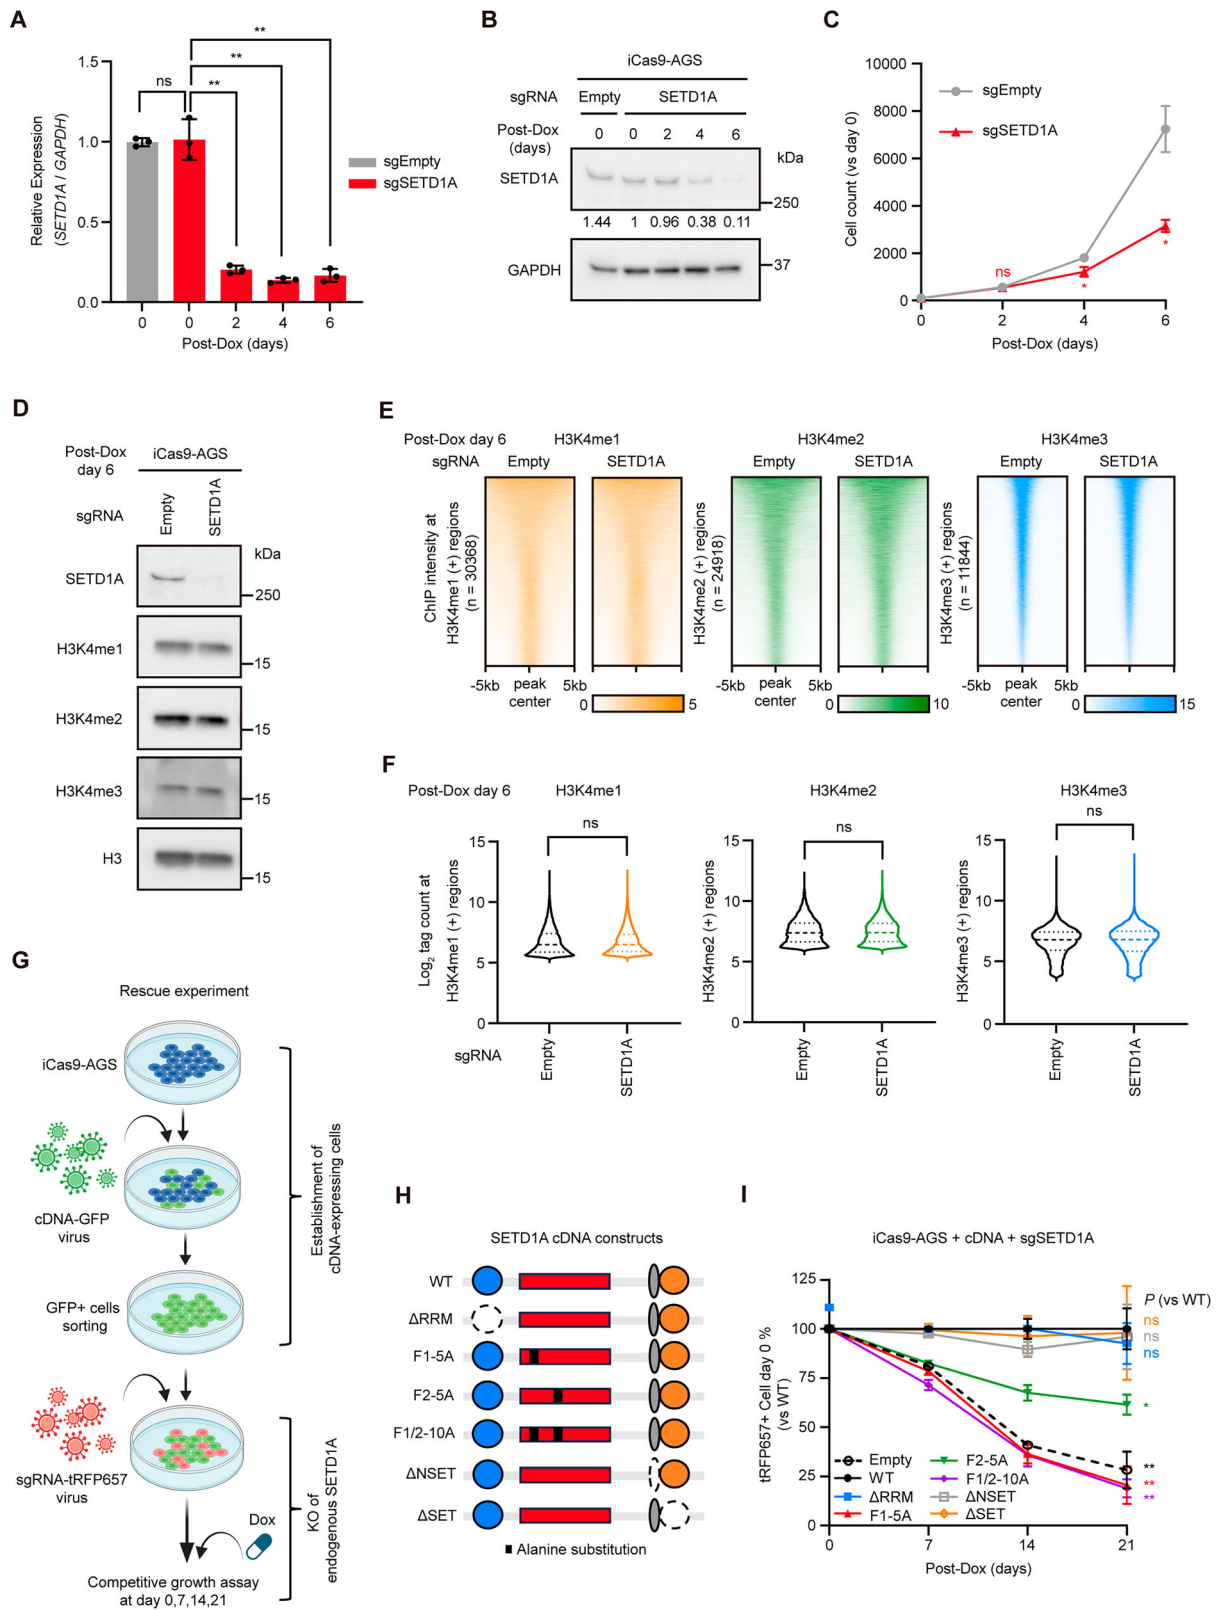 A
1.5
1.0
0.5
0.0
Relative Expression
(SETD1A / GAPDH)
ns
**
**
**
sgEmpty
sgSETD1A
0
0
2
4
6
Post-Dox (days)
B
iCas9-AGS
sgRNA
Empty
SETD1A
Post-Dox
(days)
0
0
2
4
6
kDa
SETD1A
250
1.44
1
0.96
0.38
0.11
GAPDH
37
C
10000
8000
6000
4000
2000
0
Cell count (vs day 0)
sgEmpty
sgSETD1A
ns
*
*
0
2
4
6
Post-Dox (days)
D
Post-Dox
day 6
iCas9-AGS
sgRNA
Empty
SETD1A
kDa
SETD1A
250
H3K4me1
15
H3K4me2
15
H3K4me3
15
H3
15
E
Post-Dox day 6
H3K4me1
H3K4me2
H3K4me3
sgRNA
Empty
SETD1A
Empty
SETD1A
Empty
SETD1A
ChIP intensity at
H3K4me1 (+) regions
(n = 30368)
H3K4me2 (+) regions
(n = 24918)
H3K4me3 (+) regions
(n = 11844)
-5kb
peak
center
5kb
0
5
-5kb
peak
center
5kb
0
10
-5kb
peak
center
5kb
0
15
F
Post-Dox day 6
H3K4me1
H3K4me2
H3K4me3
ns
ns
ns
Log2 tag count at
H3K4me1 (+) regions
15
10
5
0
H3K4me2 (+) regions
15
10
5
0
H3K4me3 (+) regions
15
10
5
0
sgRNA
Empty
SETD1A
Empty
SETD1A
Empty
SETD1A
G
Rescue experiment
iCas9-AGS
cDNA-GFP
virus
GFP+ cells
sorting
Establishment of
cDNA-expressing cells
sgRNA-tRFP657
virus
Dox
KO of
endogenous SETD1A
Competitive growth assay
at day 0,7,14,21
H
SETD1A cDNA constructs
WT
ΔRRM
F1-5A
F2-5A
F1/2-10A
ΔNSET
ΔSET
Alanine substitution
I
iCas9-AGS + cDNA + sgSETD1A
125
100
75
50
25
0
tRFP657+ Cell day 0 %
(vs WT)
P (vs WT)
ns
ns
ns
*
**
**
**
Empty
WT
ΔRRM
F1-5A
F2-5A
F1/2-10A
ΔNSET
ΔSET
0
7
14
21
Post-Dox (days)